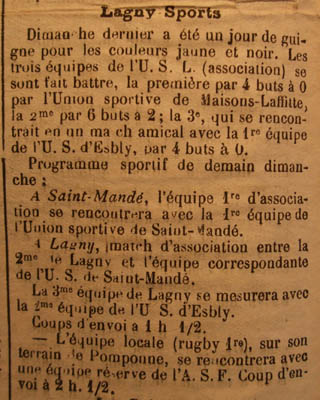 Lagny Sports
Diman he dernier a été un jour de gui-
gne pour les couleurs jaune et noir. Les
trois équipes de l'U. S. L. (association) se
sont fait battre, la première par 4 buts à 0
par l'Union sportive de Maisons-Laffitte,
la 2me par 6 buts à 2 ; la 3e, qui se rencon-
trait en un ma ch amical avec la 1re équipe
de l'U. S. d'Esbly, par 4 buts à 0.
Programme sportif de demain diman-
che ;
A Saint-Mandé, l'équipe 1re d'associa-
tion se rencontrera avec la 1re équipe de
l'Union sportive de Saint-Mandé.
A Lagny, match d'association entre la
2me de Lagny et l'équipe correspondante
de l'U. S. de Saint-Mandé.
La 3me équipe de Lagny se mesurera avec
la 2me équipe de l'U S. d'Esbly.
Coups d'envoi à 1 h 1/2.
— L'équipe locale (rugby 1re), sur son
terrain de Pomponne, se rencontrera avec
une équipe réserve de l'A. S. F. Coup d'en-
voi à 2 h. 1/2.